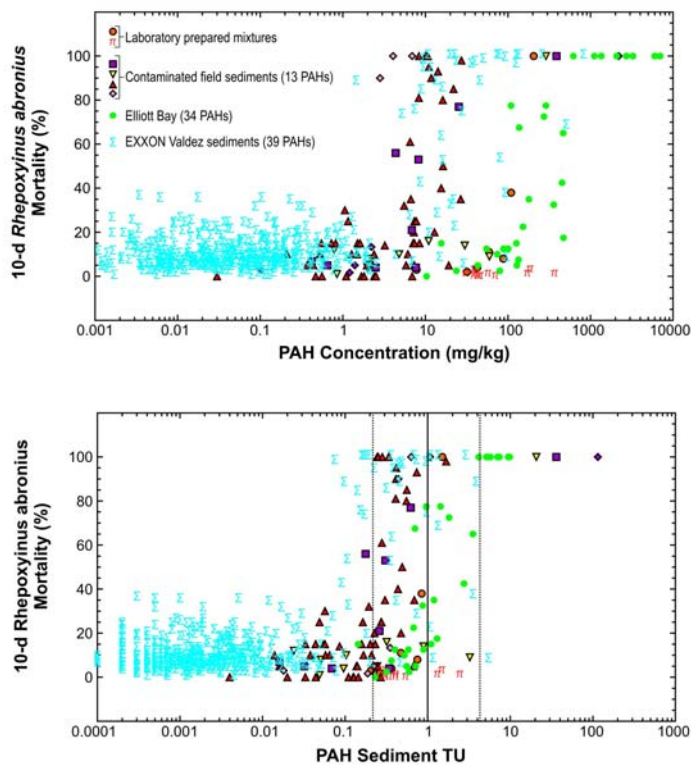 10-d Rhepoxyinus abronius
Mortality (%)
100
80
60
40
20
0
Laboratory prepared mixtures
π
Contaminated field sediments (13 PAHs)
Elliott Bay (34 PAHs)
Σ EXXON Valdez sediments (39 PAHs)
0.001 0.01 0.1 1 10 100 1000 10000
PAH Concentration (mg/kg)
10-d Rhepoxyinus abronius
Mortality (%)
100
80
60
40
20
0
0.0001 0.001 0.01 0.1 1 10 100 1000
PAH Sediment TU